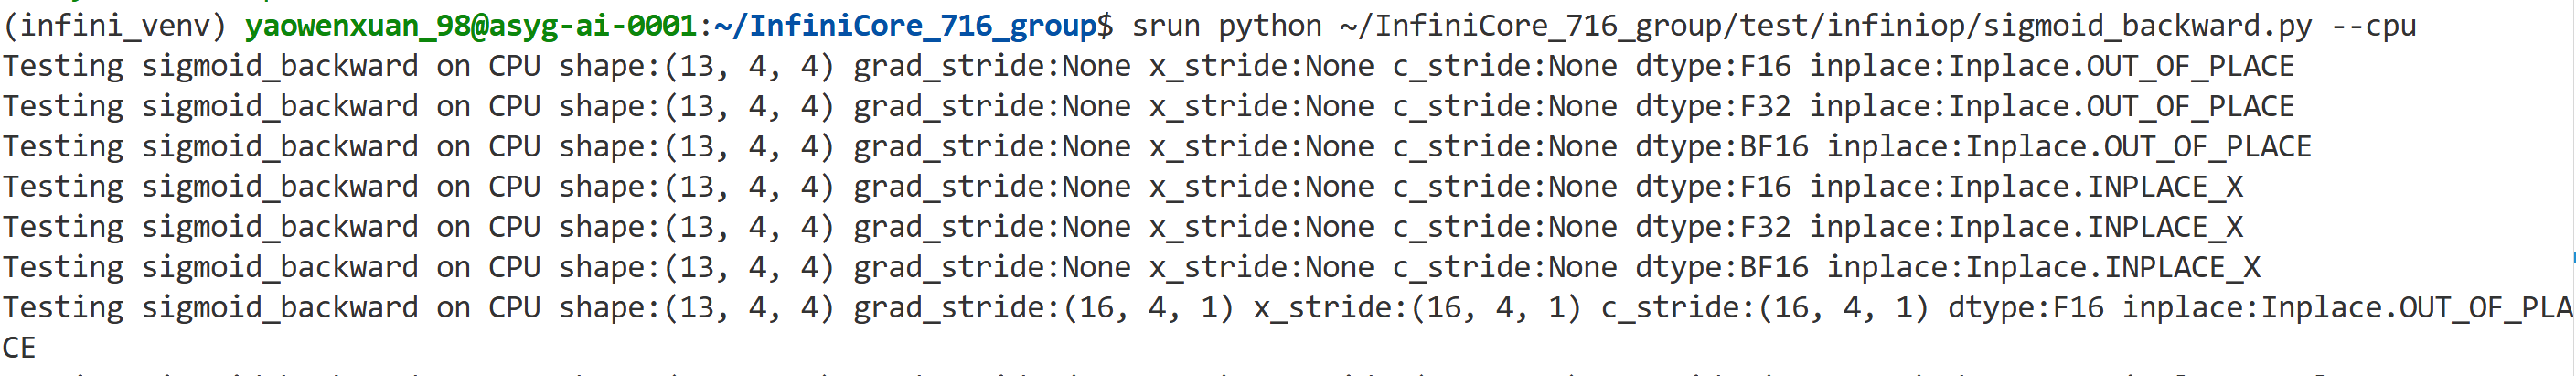 (infini_venv) yaowenxuan_98@asyg-ai-0001:~/InfiniCore_716_group$ srun python ~/InfiniCore_716_group/test/infiniop/sigmoid_backward.py --cpu
Testing sigmoid_backward on CPU shape:(13, 4, 4) grad_stride:None x_stride:None c_stride:None dtype:F16 inplace:Inplace.OUT_OF_PLACE
Testing sigmoid_backward on CPU shape:(13, 4, 4) grad_stride:None x_stride:None c_stride:None dtype:F32 inplace:Inplace.OUT_OF_PLACE
Testing sigmoid_backward on CPU shape:(13, 4, 4) grad_stride:None x_stride:None c_stride:None dtype:BF16 inplace:Inplace.OUT_OF_PLACE
Testing sigmoid_backward on CPU shape:(13, 4, 4) grad_stride:None x_stride:None c_stride:None dtype:F16 inplace:Inplace.INPLACE_X
Testing sigmoid_backward on CPU shape:(13, 4, 4) grad_stride:None x_stride:None c_stride:None dtype:F32 inplace:Inplace.INPLACE_X
Testing sigmoid_backward on CPU shape:(13, 4, 4) grad_stride:None x_stride:None c_stride:None dtype:BF16 inplace:Inplace.INPLACE_X
Testing sigmoid_backward on CPU shape:(13, 4, 4) grad_stride:(16, 4, 1) x_stride:(16, 4, 1) c_stride:(16, 4, 1) dtype:F16 inplace:Inplace.OUT_OF_PLA
CE